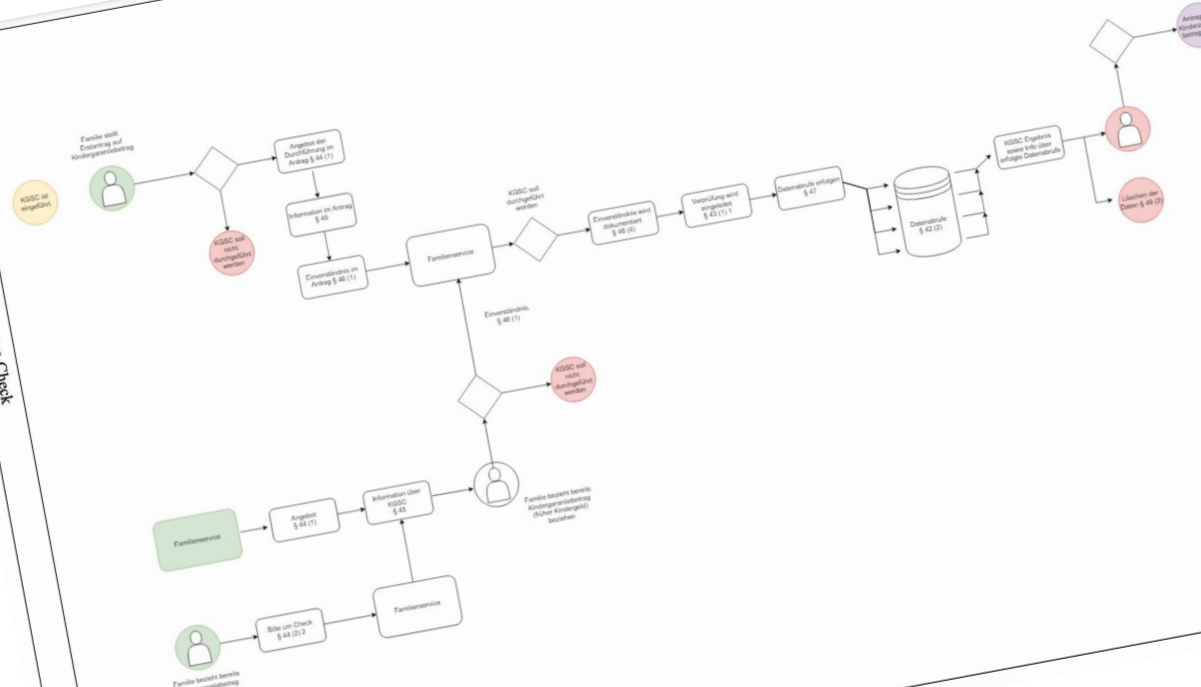 Check
KGSC ist
eingeführt
Familie stellt
Erstantrag auf
Kindergarantiebetrag
KGSC soll
nicht
durchgeführt
werden
Angebot der
Durchführung im
Antrag § 44 (1)
Information im Antrag
§ 45
Einverständnis im
Antrag § 46 (1)
Familienservice
KGSC soll
durchgeführt
werden
Einverständnis wird
dokumentiert
§ 46 (4)
Vorprüfung wird
eingeleitet
§ 43 (1) 1
Datenabrufe erfolgen
§ 47
Datenabrufe
§ 42 (2)
KGSC Ergebnis
sowie Info über
erfolgte Datenabrufe
Löschen der
Daten § 49 (2)
Einverständnis,
§ 46 (1)
KGSC soll
nicht
durchgeführt
werden
Familienservice
Angebot
§ 44 (1)
Information über
KGSC
§ 45
Familie bezieht bereits
Kindergarantiebetrag
(früher Kindergeld)
beziehen
Bitte um Check
§ 44 (2) 2
Familienservice
Familie bezieht bereits